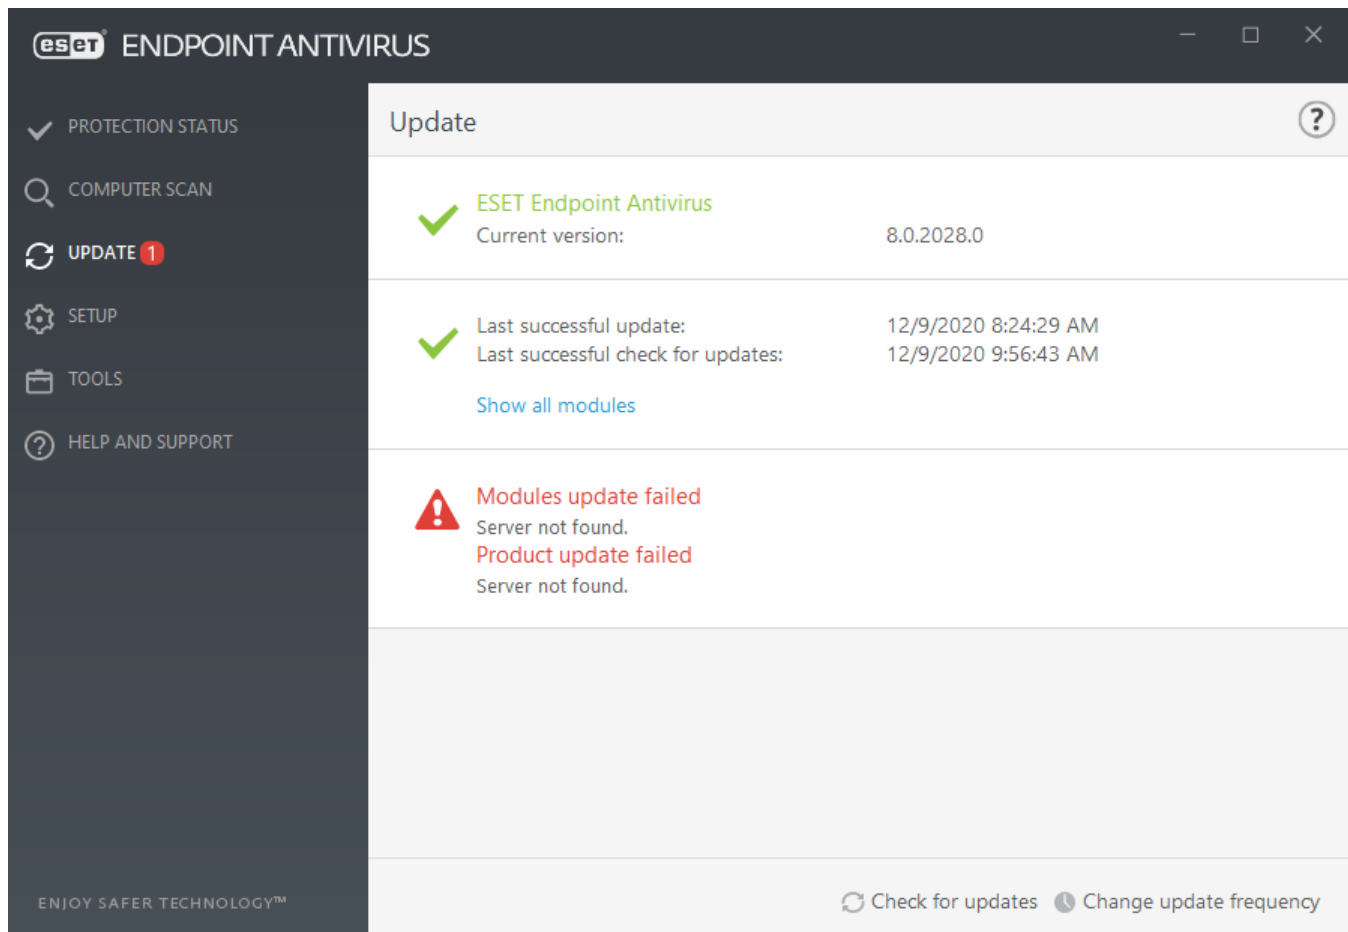 eset ENDPOINT ANTIVIRUS
PROTECTION STATUS
COMPUTER SCAN
UPDATE 1
SETUP
TOOLS
HELP AND SUPPORT
ENJOY SAFER TECHNOLOGY™
Update ?
ESET Endpoint Antivirus
Current version: 8.0.2028.0
Last successful update: 12/9/2020 8:24:29 AM
Last successful check for updates: 12/9/2020 9:56:43 AM
Show all modules
Modules update failed
Server not found.
Product update failed
Server not found.
Check for updates Change update frequency